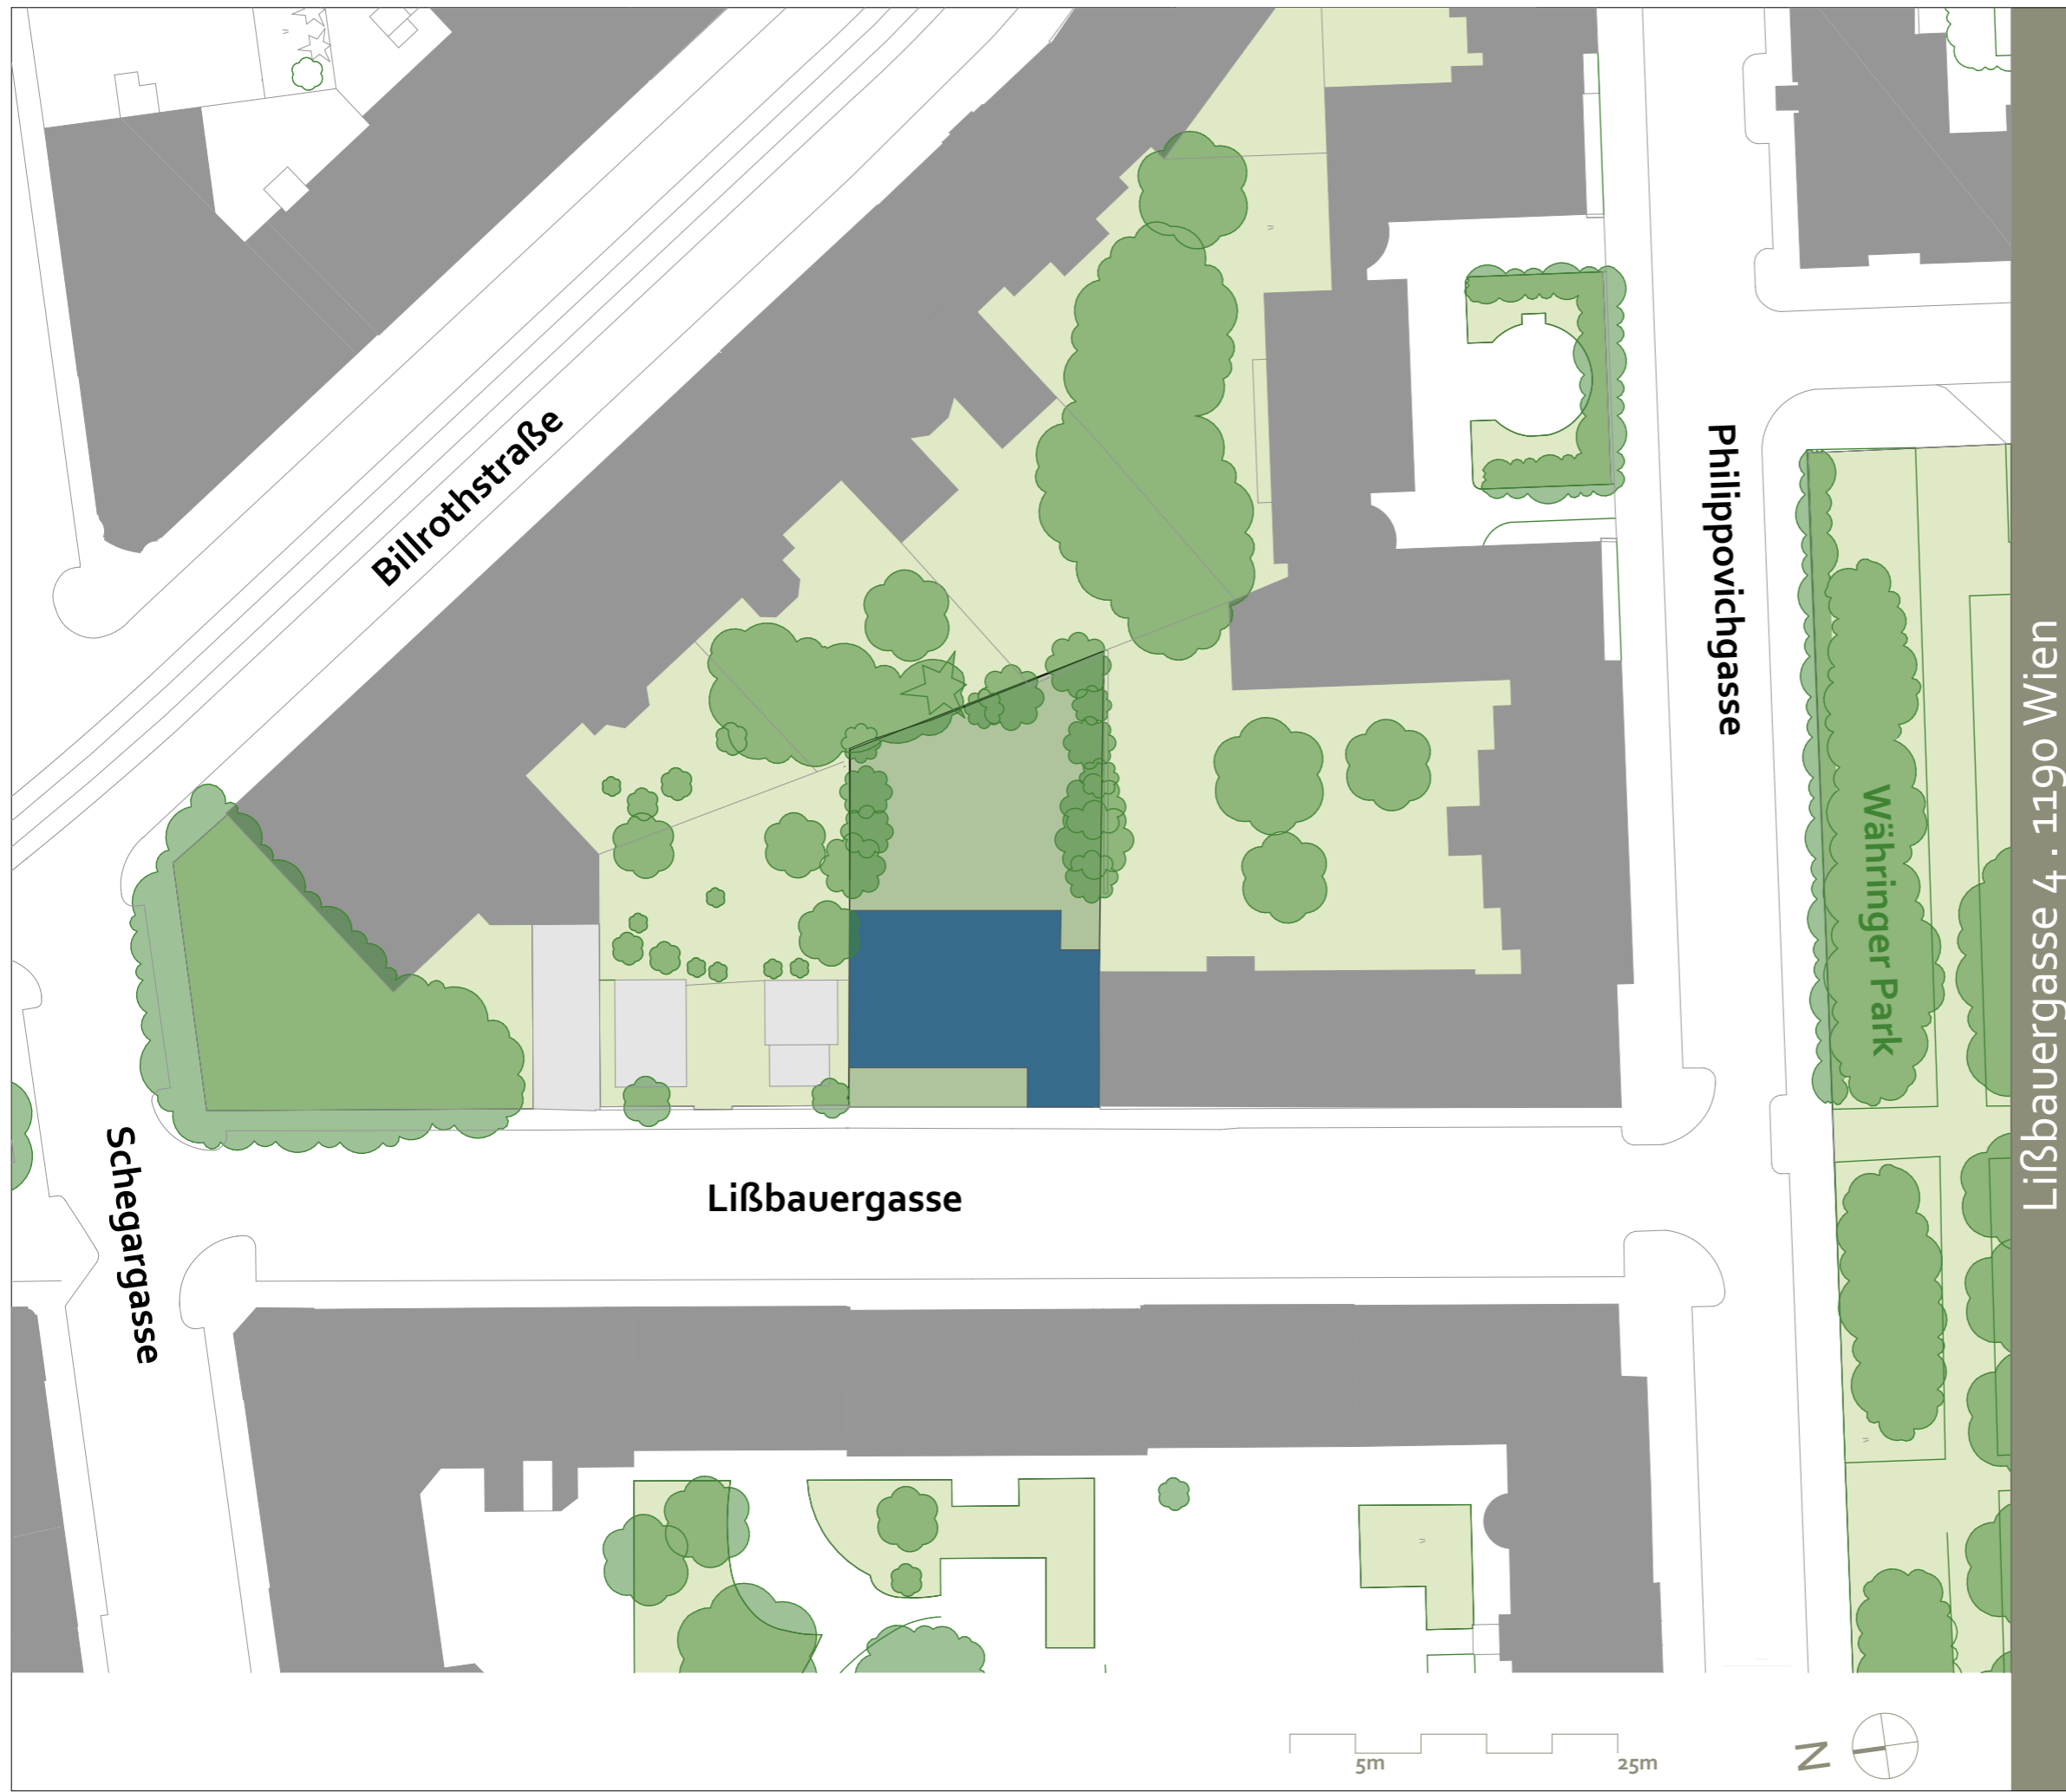 Billrothstraße
Philippovichgasse
Währinger Park
Lißbauergasse 4 . 1190 Wien
Schegargasse
Lißbauergasse
5m
25m
N